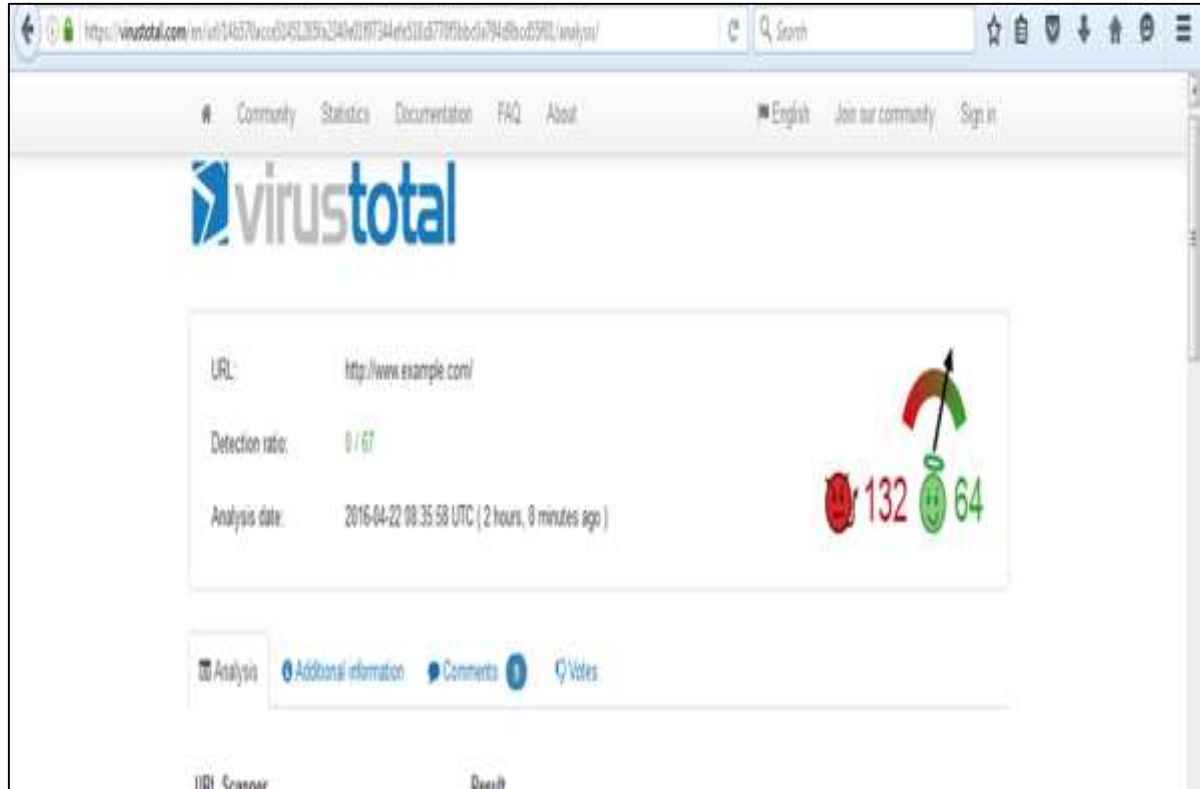 Search
Community Statistics Documentation FAQ About English Join our community Sign in
virustotal
URL: http://www.example.com/
Detection ratio: 0 / 67
Analysis date: 2016-04-22 08:35:58 UTC ( 2 hours, 8 minutes ago )
132 64
Analysis Additional information Comments Votes
URL Scanner Result